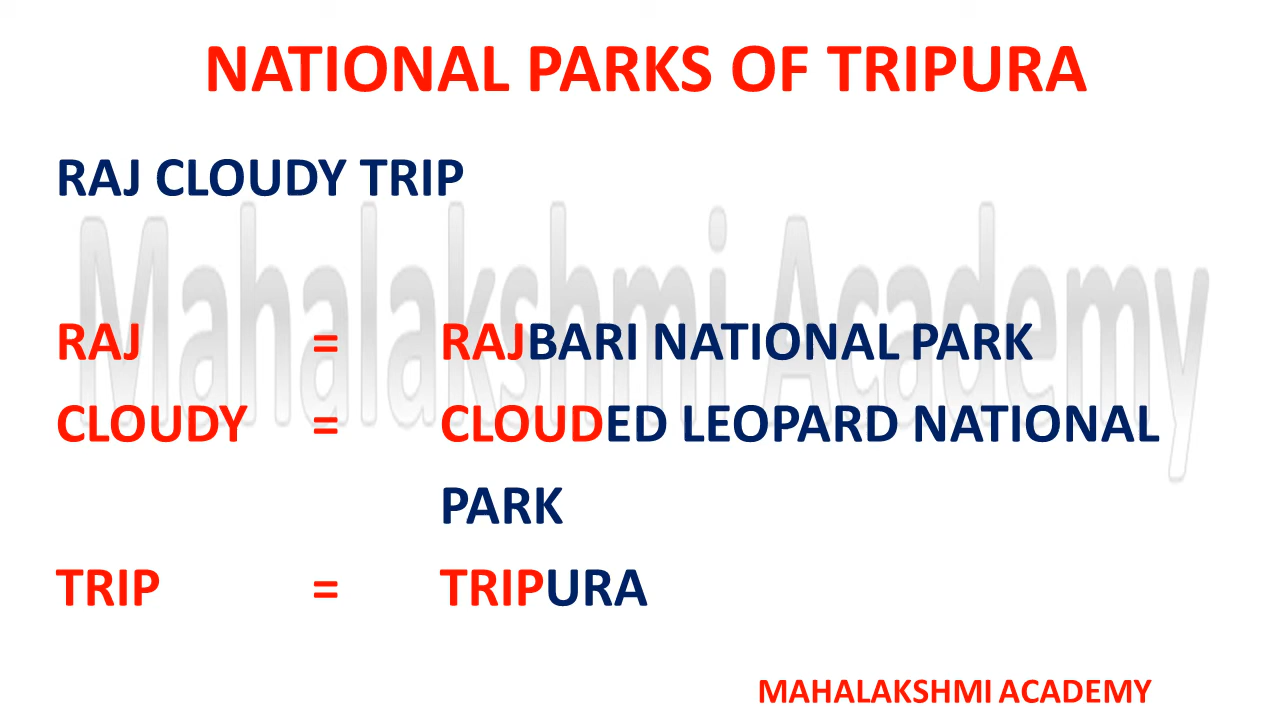 NATIONAL PARKS OF TRIPURA
RAJ CLOUDY TRIP
Mahalakshmi Academy
RAJ = RAJBARI NATIONAL PARK
CLOUDY = CLOUDED LEOPARD NATIONAL
PARK
TRIP = TRIPURA
MAHALAKSHMI ACADEMY